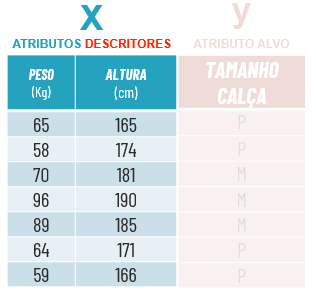 X y
ATRIBUTOS DESCRITORES ATRIBUTO ALVO
PESO (Kg) ALTURA (cm) TAMANHO CALÇA
65 165 P
58 174 P
70 181 M
96 190 M
89 185 M
64 171 P
59 166 P